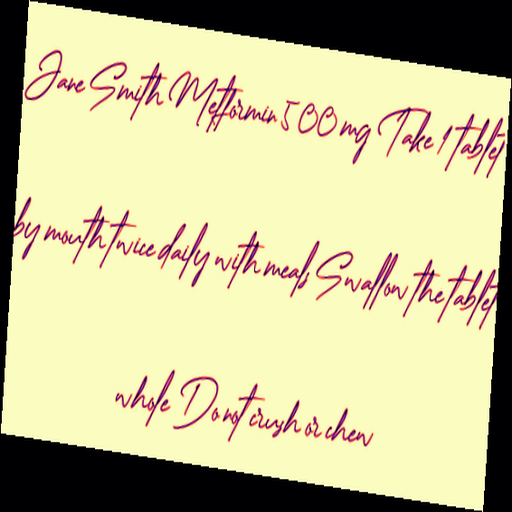 Jane Smith Metformin 500 mg Take 1 tablet
by mouth twice daily with meals Swallow the tablet
whole Do not crush or chew